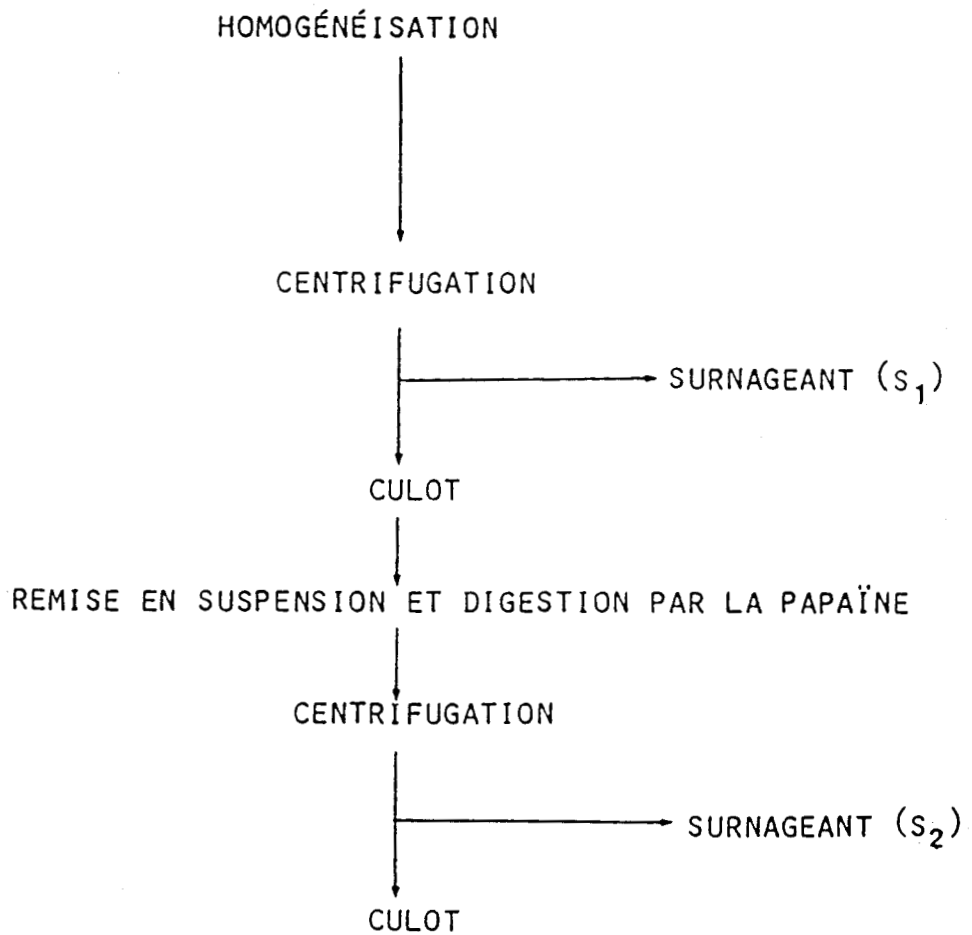 HOMOGÉNÉISATION
CENTRIFUGATION
SURNAGEANT (S₁)
CULOT
REMISE EN SUSPENSION ET DIGESTION PAR LA PAPAÏNE
CENTRIFUGATION
SURNAGEANT (S₂)
CULOT